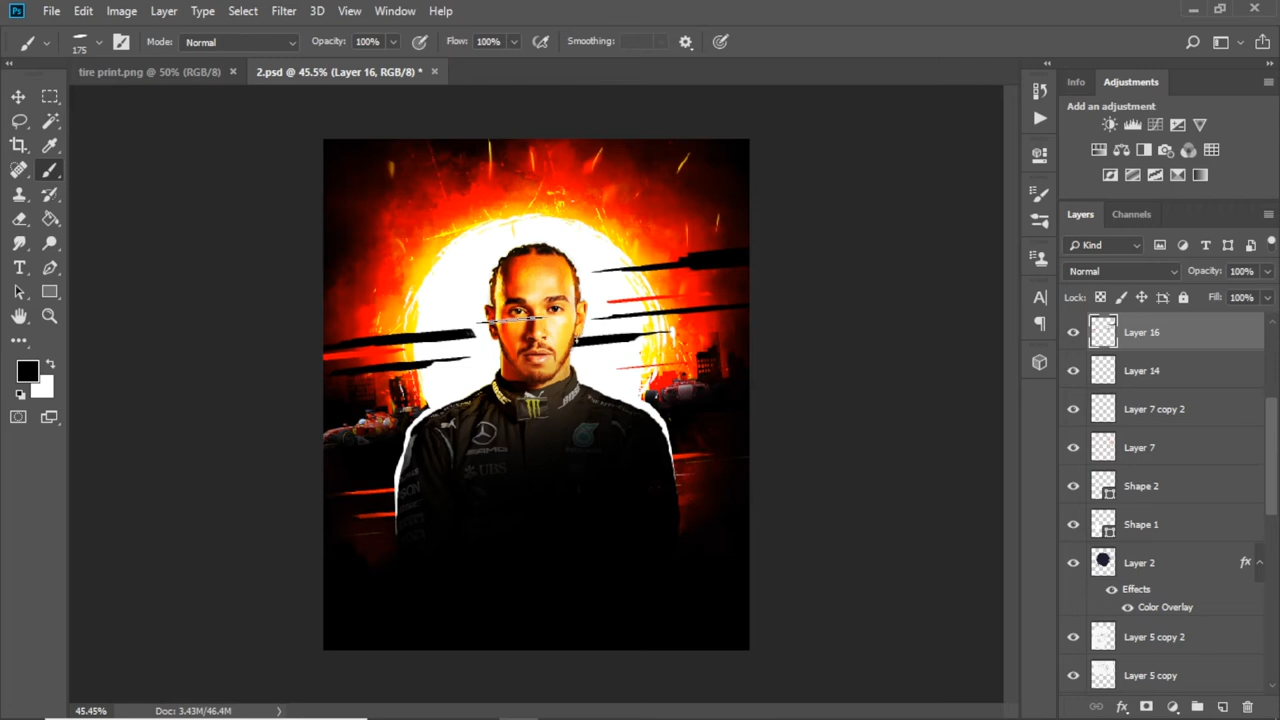 Ps File Edit Image Layer Type Select Filter 3D View Window Help
175 Mode: Normal Opacity: 100% Flow: 100% Smoothing:
tire print.png @ 50% (RGB/8) × 2.psd @ 45.5% (Layer 16, RGB/8) * ×
Info Adjustments
Add an adjustment
Layers Channels
Kind
Normal Opacity: 100%
Lock: Fill: 100%
Layer 16
Layer 14
Layer 7 copy 2
Layer 7
Shape 2
Shape 1
Layer 2 fx
Effects
Color Overlay
Layer 5 copy 2
Layer 5 copy
AMG
UBS
45.45% Doc: 3.43M/46.4M